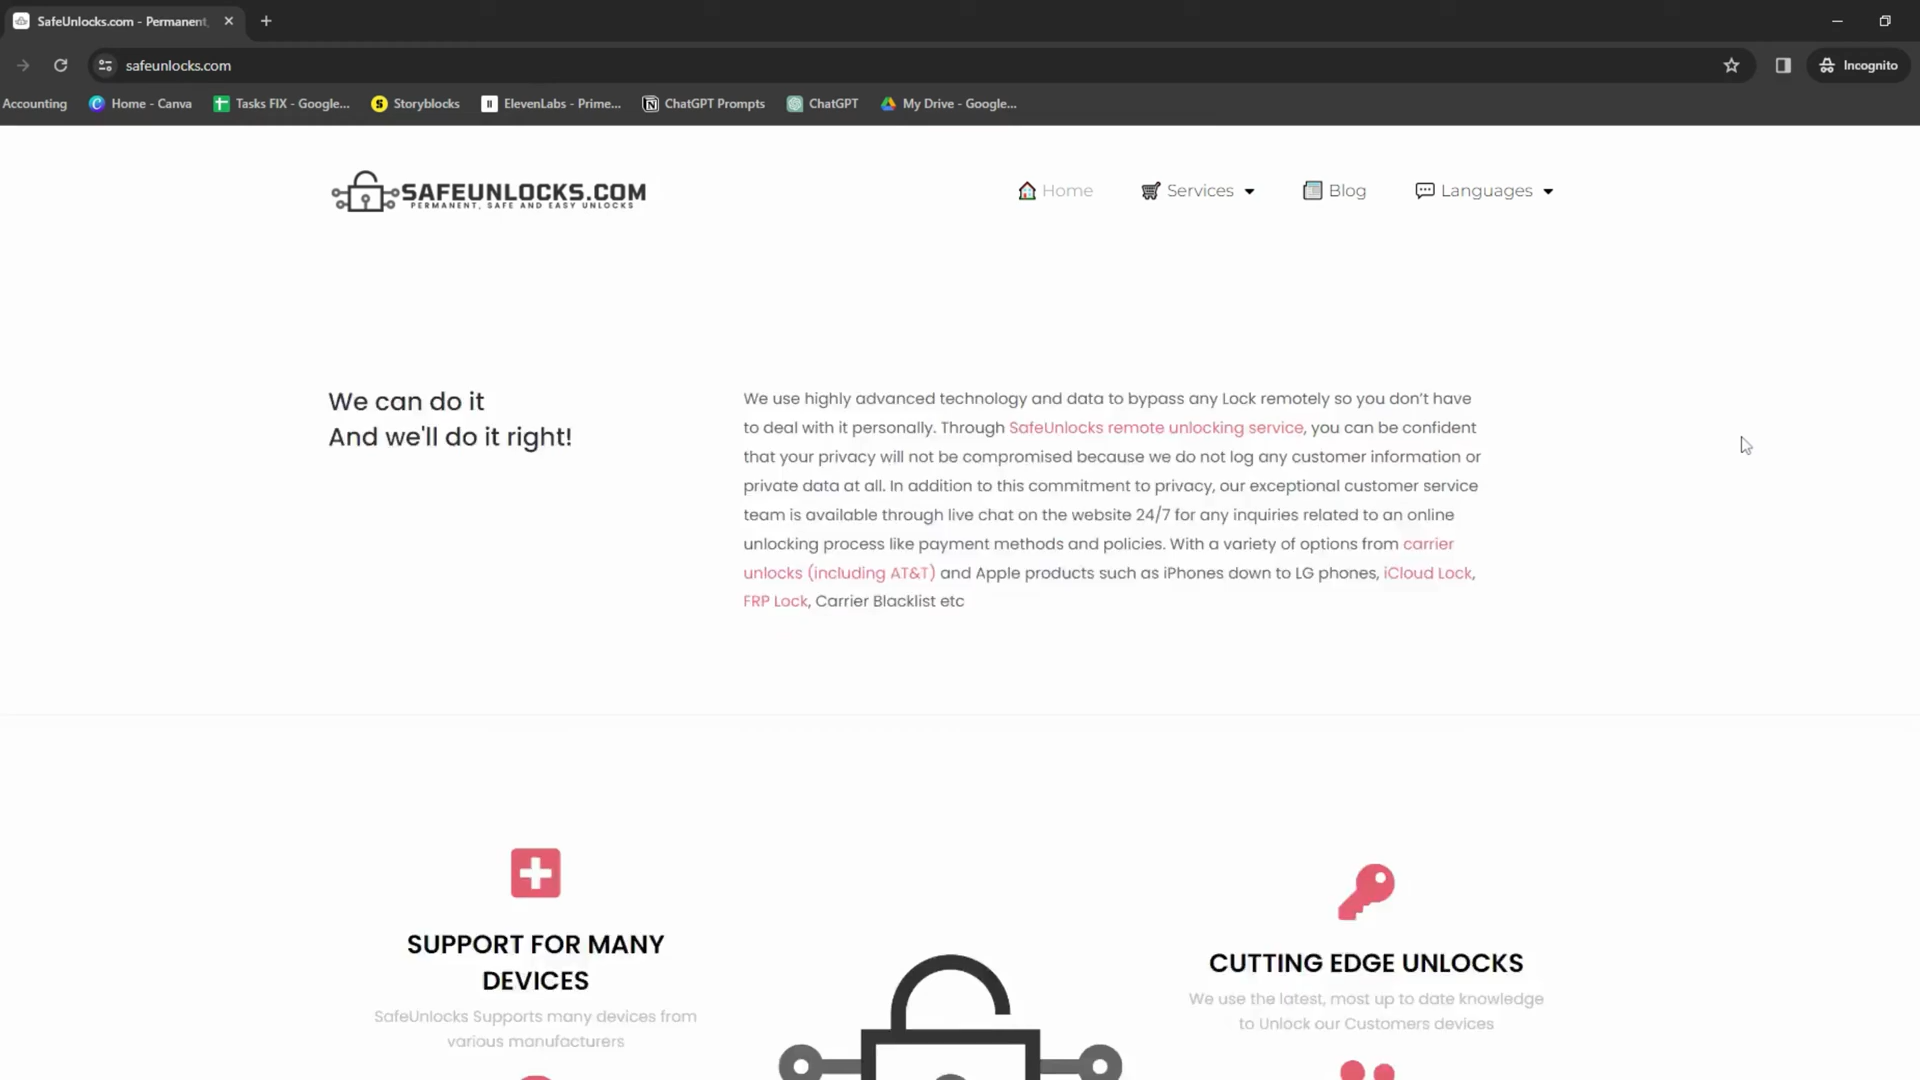 SafeUnlocks.com - Permanent,
safeunlocks.com
Incognito
Accounting
Home - Canva
Tasks FIX - Google...
Storyblocks
ElevenLabs - Prime...
ChatGPT Prompts
ChatGPT
My Drive - Google...
SAFEUNLOCKS.COM
PERMANENT, SAFE AND EASY UNLOCKS
Home
Services
Blog
Languages
We can do it
And we'll do it right!
We use highly advanced technology and data to bypass any Lock remotely so you don't have
to deal with it personally. Through SafeUnlocks remote unlocking service, you can be confident
that your privacy will not be compromised because we do not log any customer information or
private data at all. In addition to this commitment to privacy, our exceptional customer service
team is available through live chat on the website 24/7 for any inquiries related to an online
unlocking process like payment methods and policies. With a variety of options from carrier
unlocks (including AT&T) and Apple products such as iPhones down to LG phones, iCloud Lock,
FRP Lock, Carrier Blacklist etc
SUPPORT FOR MANY
DEVICES
SafeUnlocks Supports many devices from
various manufacturers
CUTTING EDGE UNLOCKS
We use the latest, most up to date knowledge
to Unlock our Customers devices